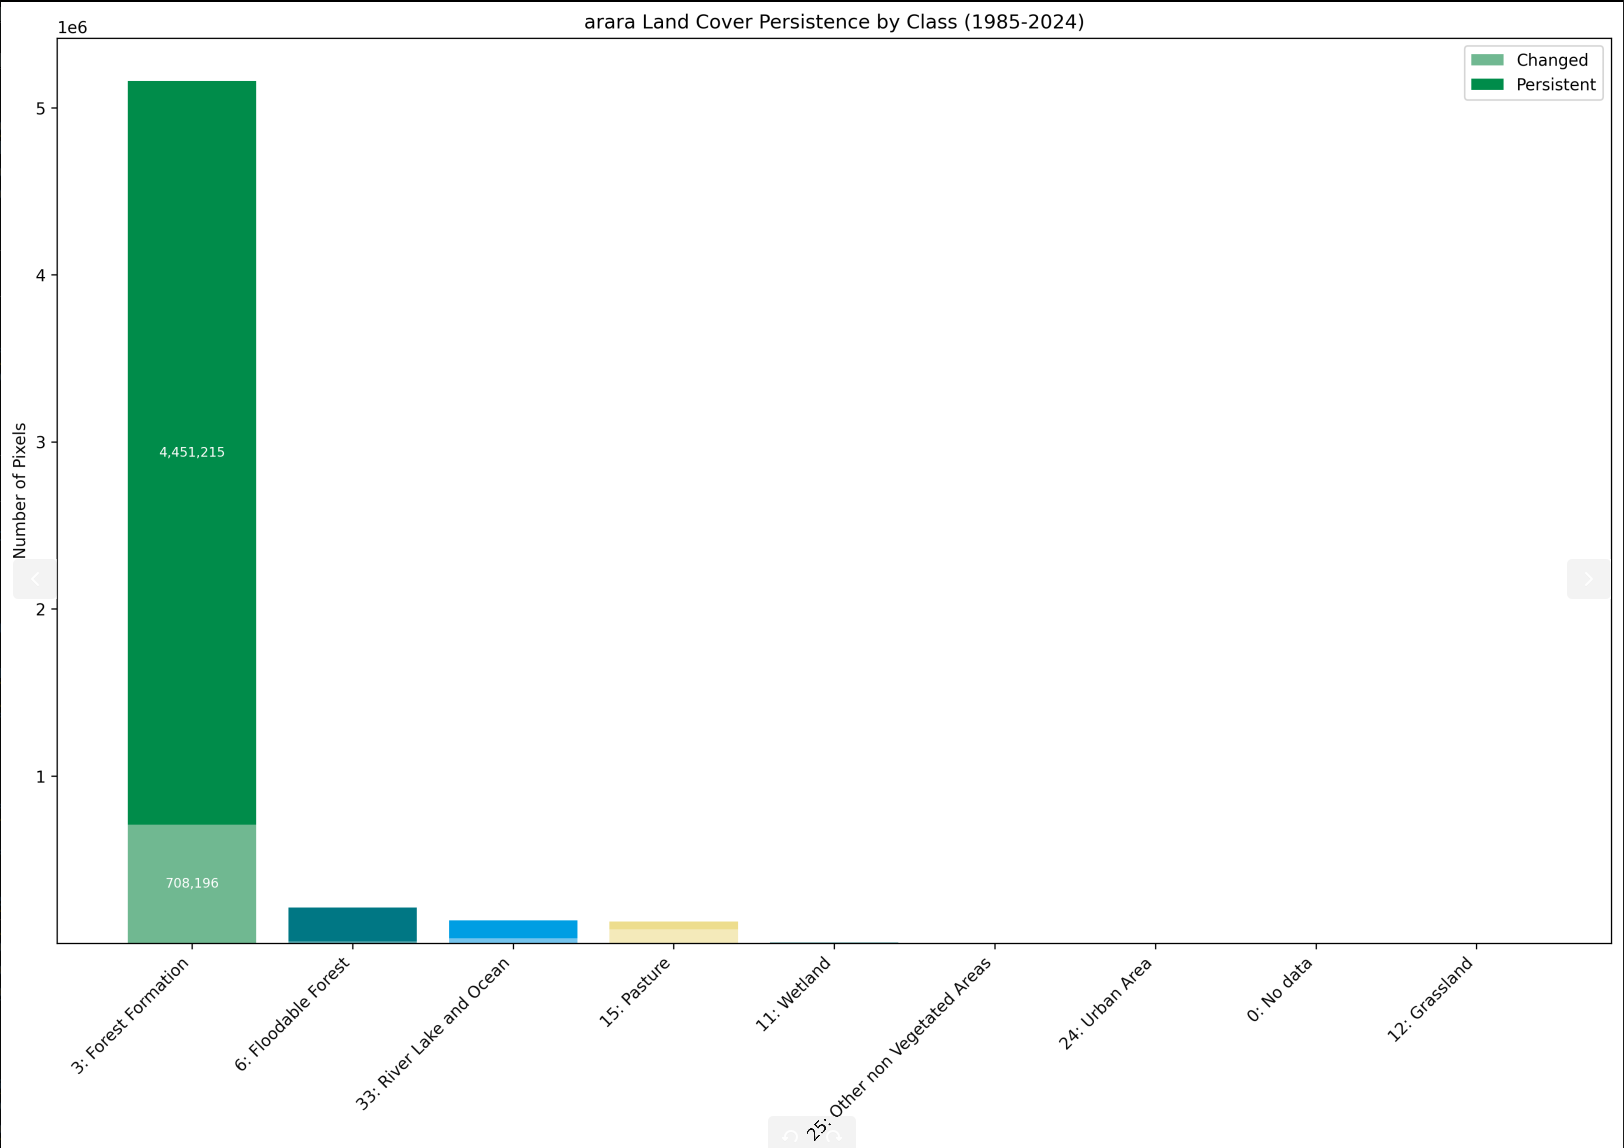 arara Land Cover Persistence by Class (1985-2024)
1e6
Changed
Persistent
Number of Pixels
5
4
3
2
1
4,451,215
708,196
3: Forest Formation
6: Floodable Forest
33: River Lake and Ocean
15: Pasture
11: Wetland
25: Other non Vegetated Areas
24: Urban Area
0: No data
12: Grassland